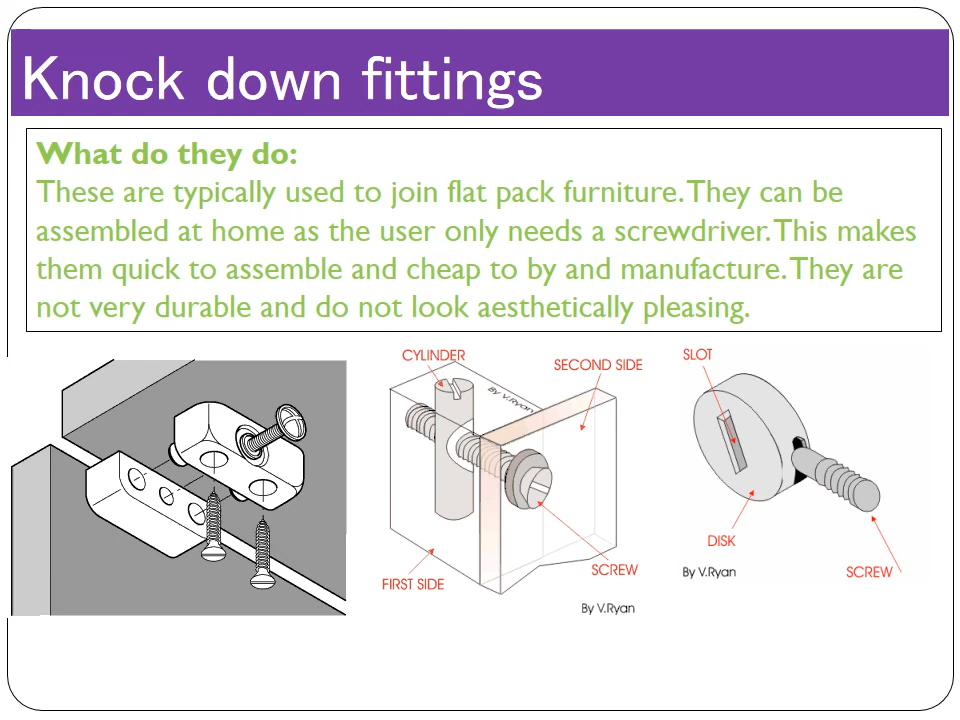 Knock down fittings
What do they do:
These are typically used to join flat pack furniture. They can be
assembled at home as the user only needs a screwdriver. This makes
them quick to assemble and cheap to by and manufacture. They are
not very durable and do not look aesthetically pleasing.
CYLINDER
SECOND SIDE
By V.Ryan
FIRST SIDE
SCREW
By V.Ryan
SLOT
DISK
By V.Ryan
SCREW